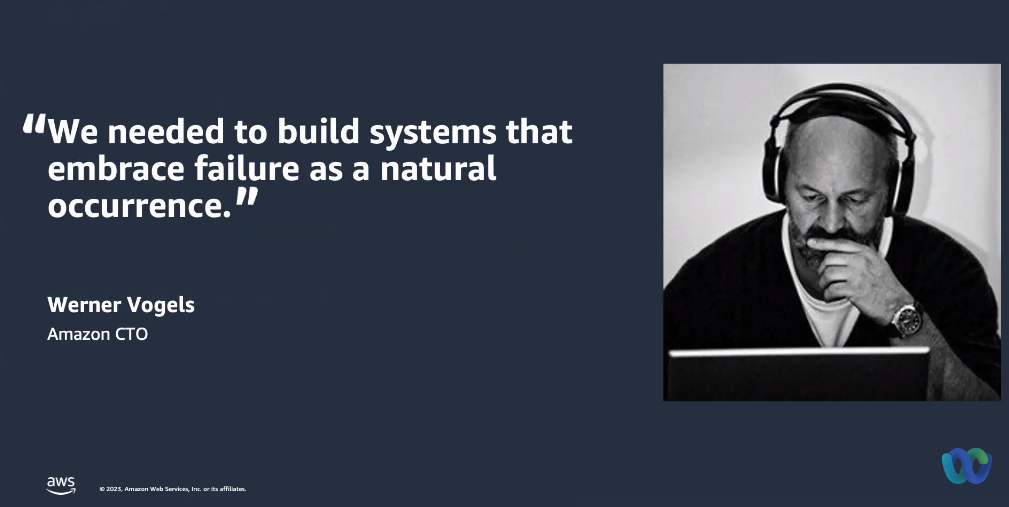 “We needed to build systems that
embrace failure as a natural
occurrence.”
Werner Vogels
Amazon CTO
aws
© 2023, Amazon Web Services, Inc. or its affiliates.